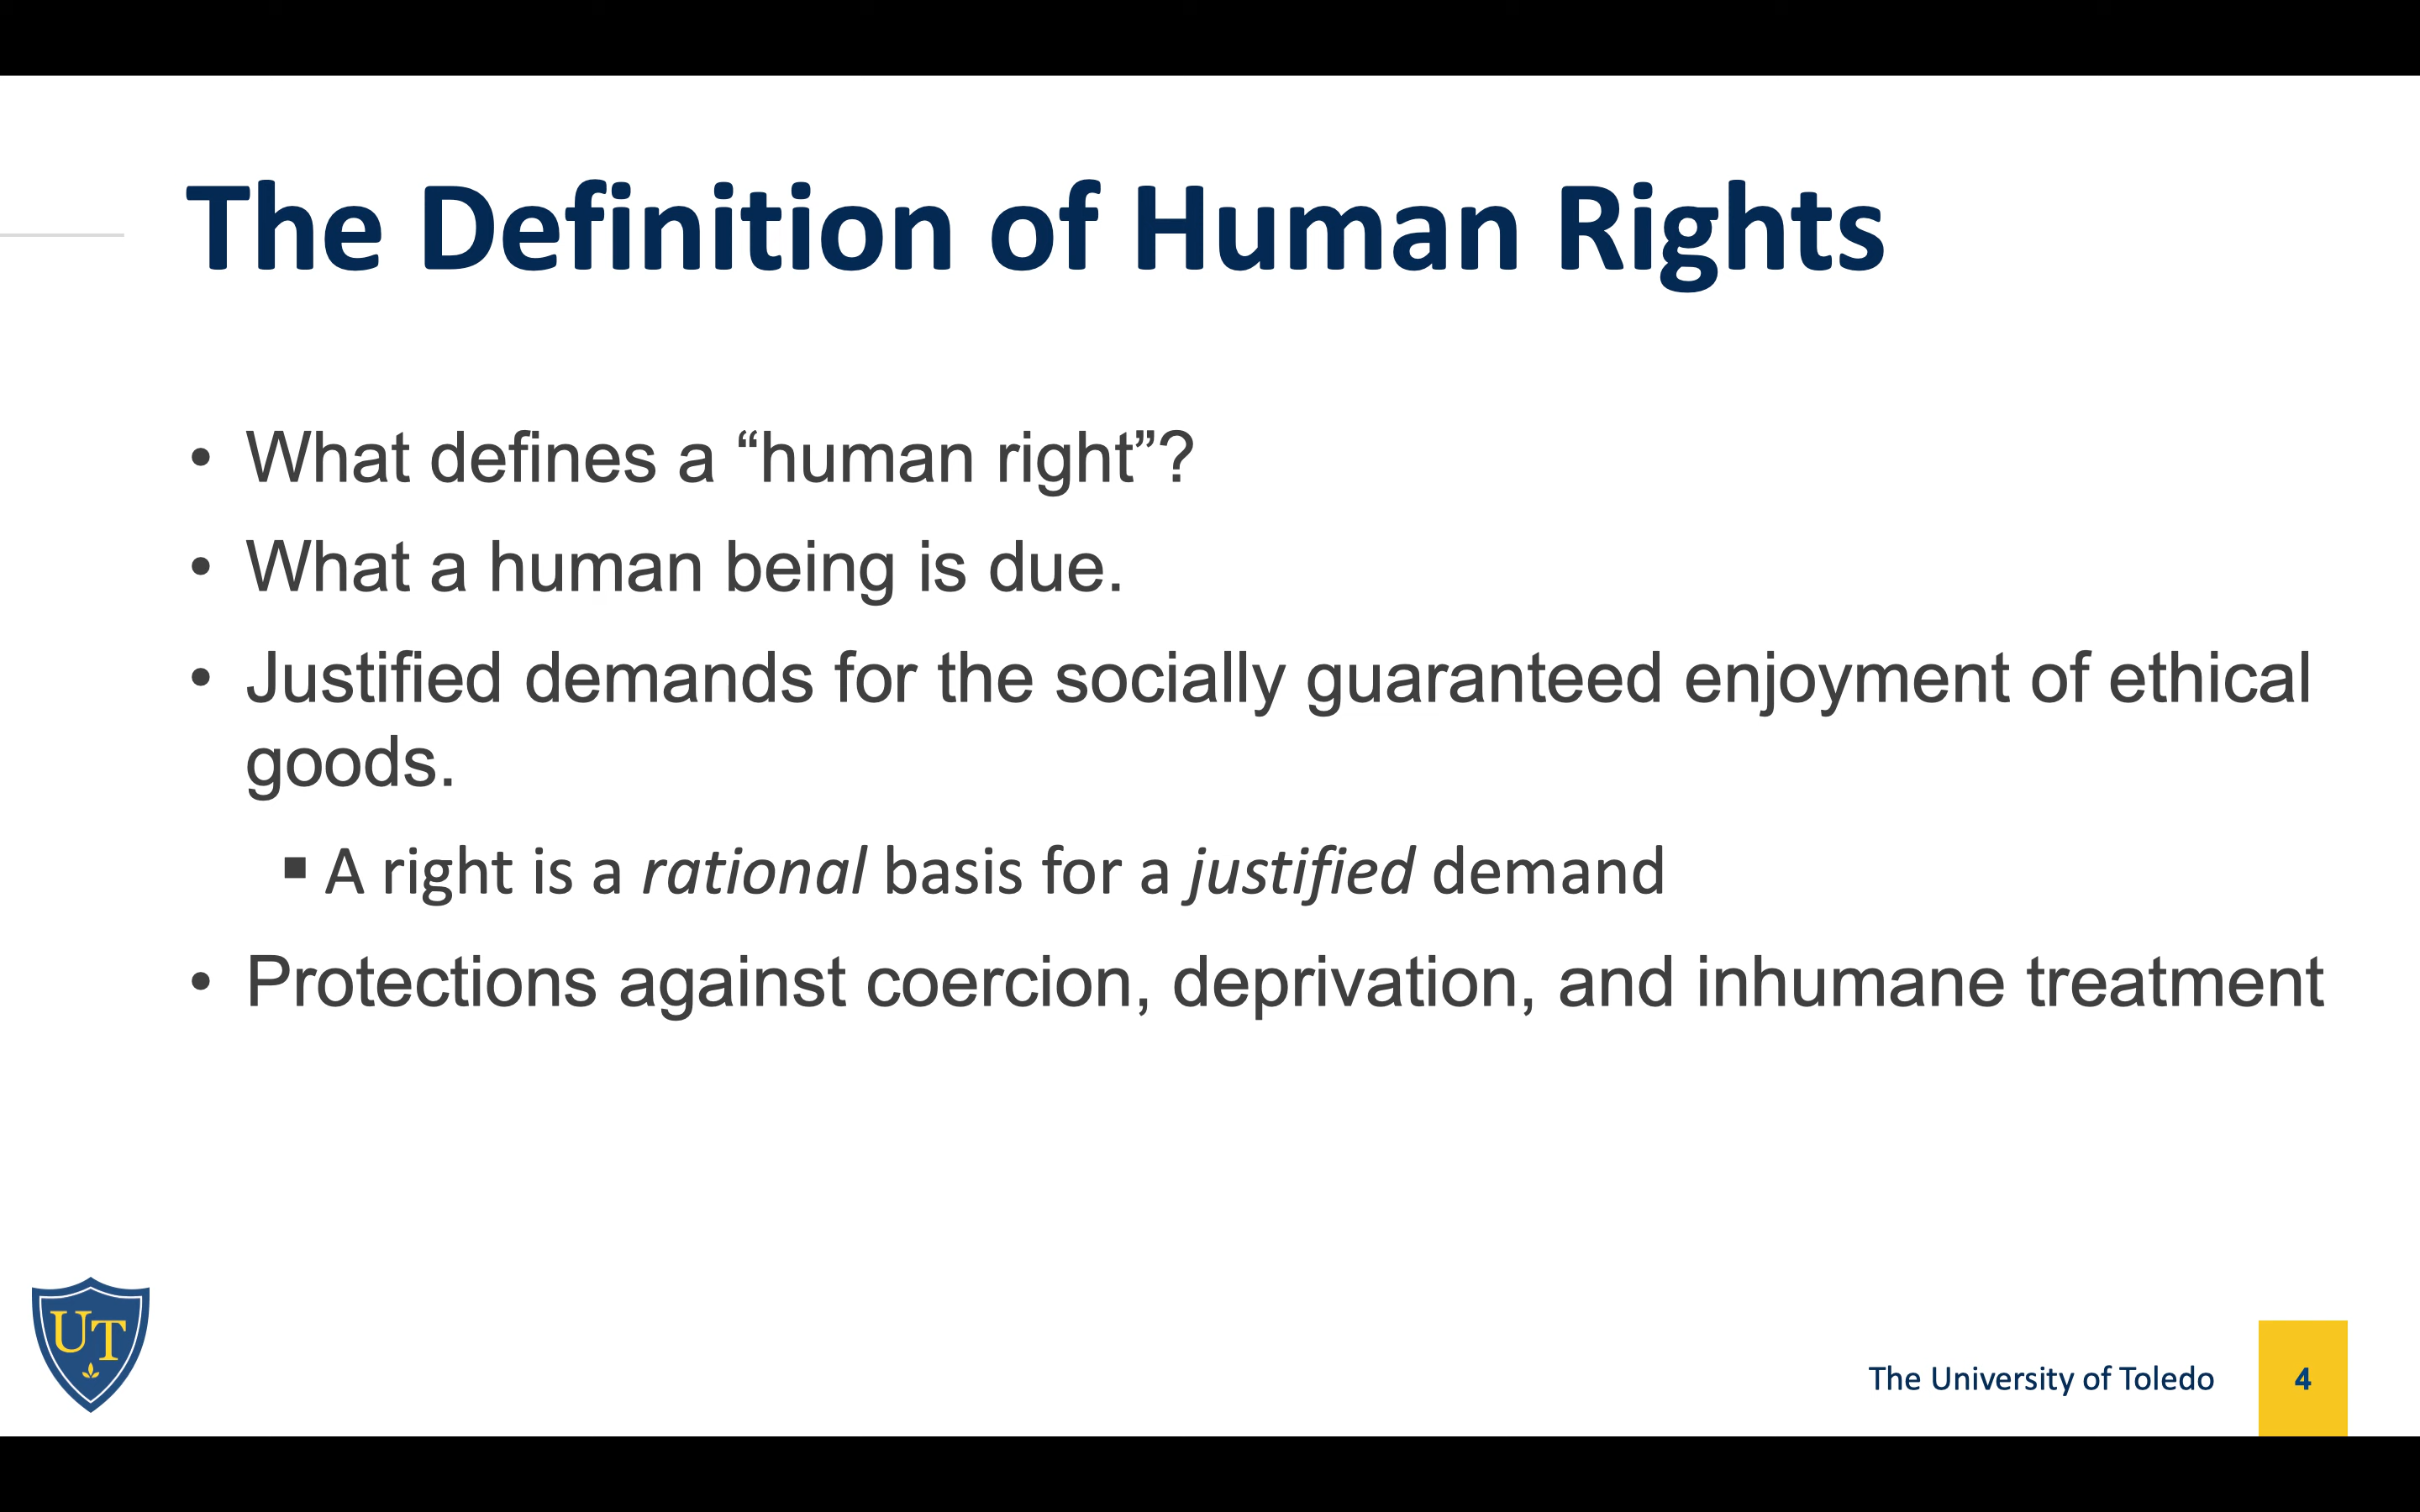 The Definition of Human Rights
• What defines a “human right”?
• What a human being is due.
• Justified demands for the socially guaranteed enjoyment of ethical
goods.
▪ A right is a rational basis for a justified demand
• Protections against coercion, deprivation, and inhumane treatment
UT
The University of Toledo
4